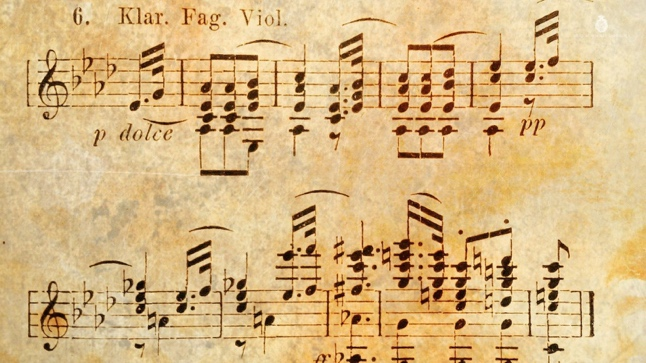 6. Klar. Fag. Viol.
p dolce
pp